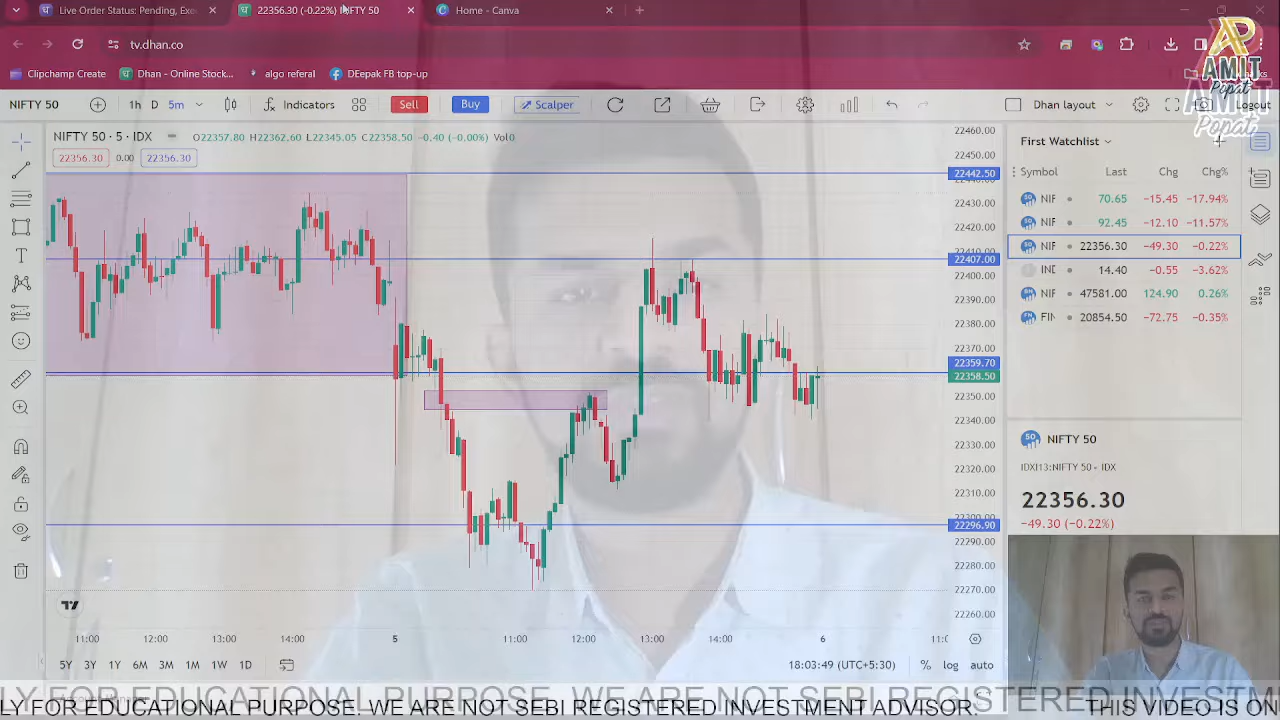 Live Order Status: Pending, Exe
22356.30 (-0.22%) NIFTY 50
Home - Canva
tv.dhan.co
Clipchamp Create
Dhan - Online Stock...
algo referal
DEepak FB top-up
AMIT
Popat
NIFTY 50
1h
D
5m
Indicators
Sell
Buy
Scalper
Dhan layout
Logout
NIFTY 50 · 5 · IDX
O22357.80 H22362.60 L22345.05 C22358.50 -0.40 (-0.00%) Vol0
22356.30
0.00
22356.30
22460.00
22450.00
22442.50
22430.00
22420.00
22407.00
22400.00
22390.00
22380.00
22370.00
22359.70
22358.50
22350.00
22340.00
22330.00
22320.00
22310.00
22296.90
22290.00
22280.00
22270.00
22260.00
11:00
12:00
13:00
14:00
5
11:00
12:00
13:00
14:00
6
5Y
3Y
1Y
6M
3M
1M
1W
1D
18:03:49 (UTC+5:30)
%
log
auto
First Watchlist
Symbol Last Chg Chg%
NIF 70.65 −15.45 −17.94%
NIF 92.45 −12.10 −11.57%
NIF 22356.30 −49.30 −0.22%
IND 14.40 −0.55 −3.62%
NIF 47581.00 124.90 0.26%
FIN 20854.50 −72.75 −0.35%
NIFTY 50
IDXI13:NIFTY 50 - IDX
22356.30
−49.30 (−0.22%)
LY FOR EDUCATIONAL PURPOSE. WE ARE NOT SEBI REGISTERED INVESTMENT ADVISOR. THIS VIDEO IS ON